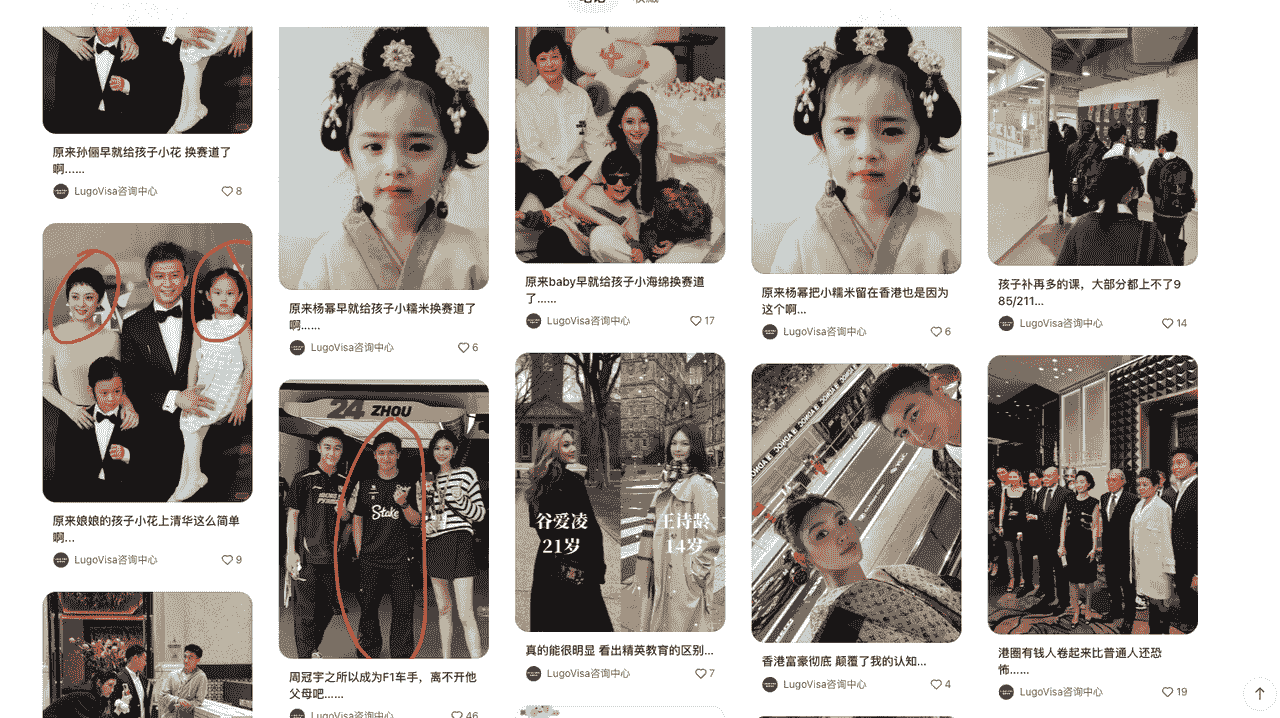 原来孙俪早就给孩子小花 换赛道了
啊……
LugoVisa咨询中心
8
原来娘娘的孩子小花上清华这么简单
啊...
LugoVisa咨询中心
9
原来杨幂早就给孩子小糯米换赛道了
啊……
LugoVisa咨询中心
6
24 ZHOU
Stake
周冠宇之所以成为F1车手，离不开他
父母吧……
LugoVisa咨询中心
46
原来baby早就给孩子小海绵换赛道
了……
LugoVisa咨询中心
17
谷爱凌
21岁
王诗龄
14岁
真的能很明显 看出精英教育的区别...
LugoVisa咨询中心
7
原来杨幂把小糯米留在香港也是因为
这个啊...
LugoVisa咨询中心
6
香港富豪彻底 颠覆了我的认知...
LugoVisa咨询中心
4
孩子补再多的课，大部分都上不了9
85/211...
LugoVisa咨询中心
14
港圈有钱人卷起来比普通人还恐
怖……
LugoVisa咨询中心
19